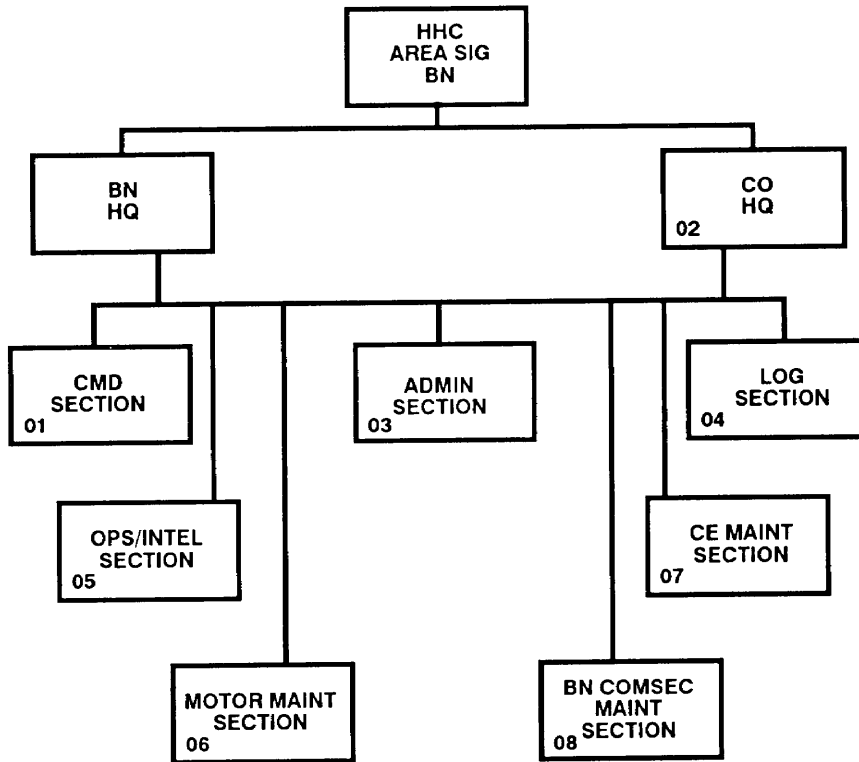 HHC
AREA SIG
BN
BN
HQ
CO
HQ
02
CMD
SECTION
01
ADMIN
SECTION
03
LOG
SECTION
04
OPS/INTEL
SECTION
05
CE MAINT
SECTION
07
MOTOR MAINT
SECTION
06
BN COMSEC
MAINT
SECTION
08